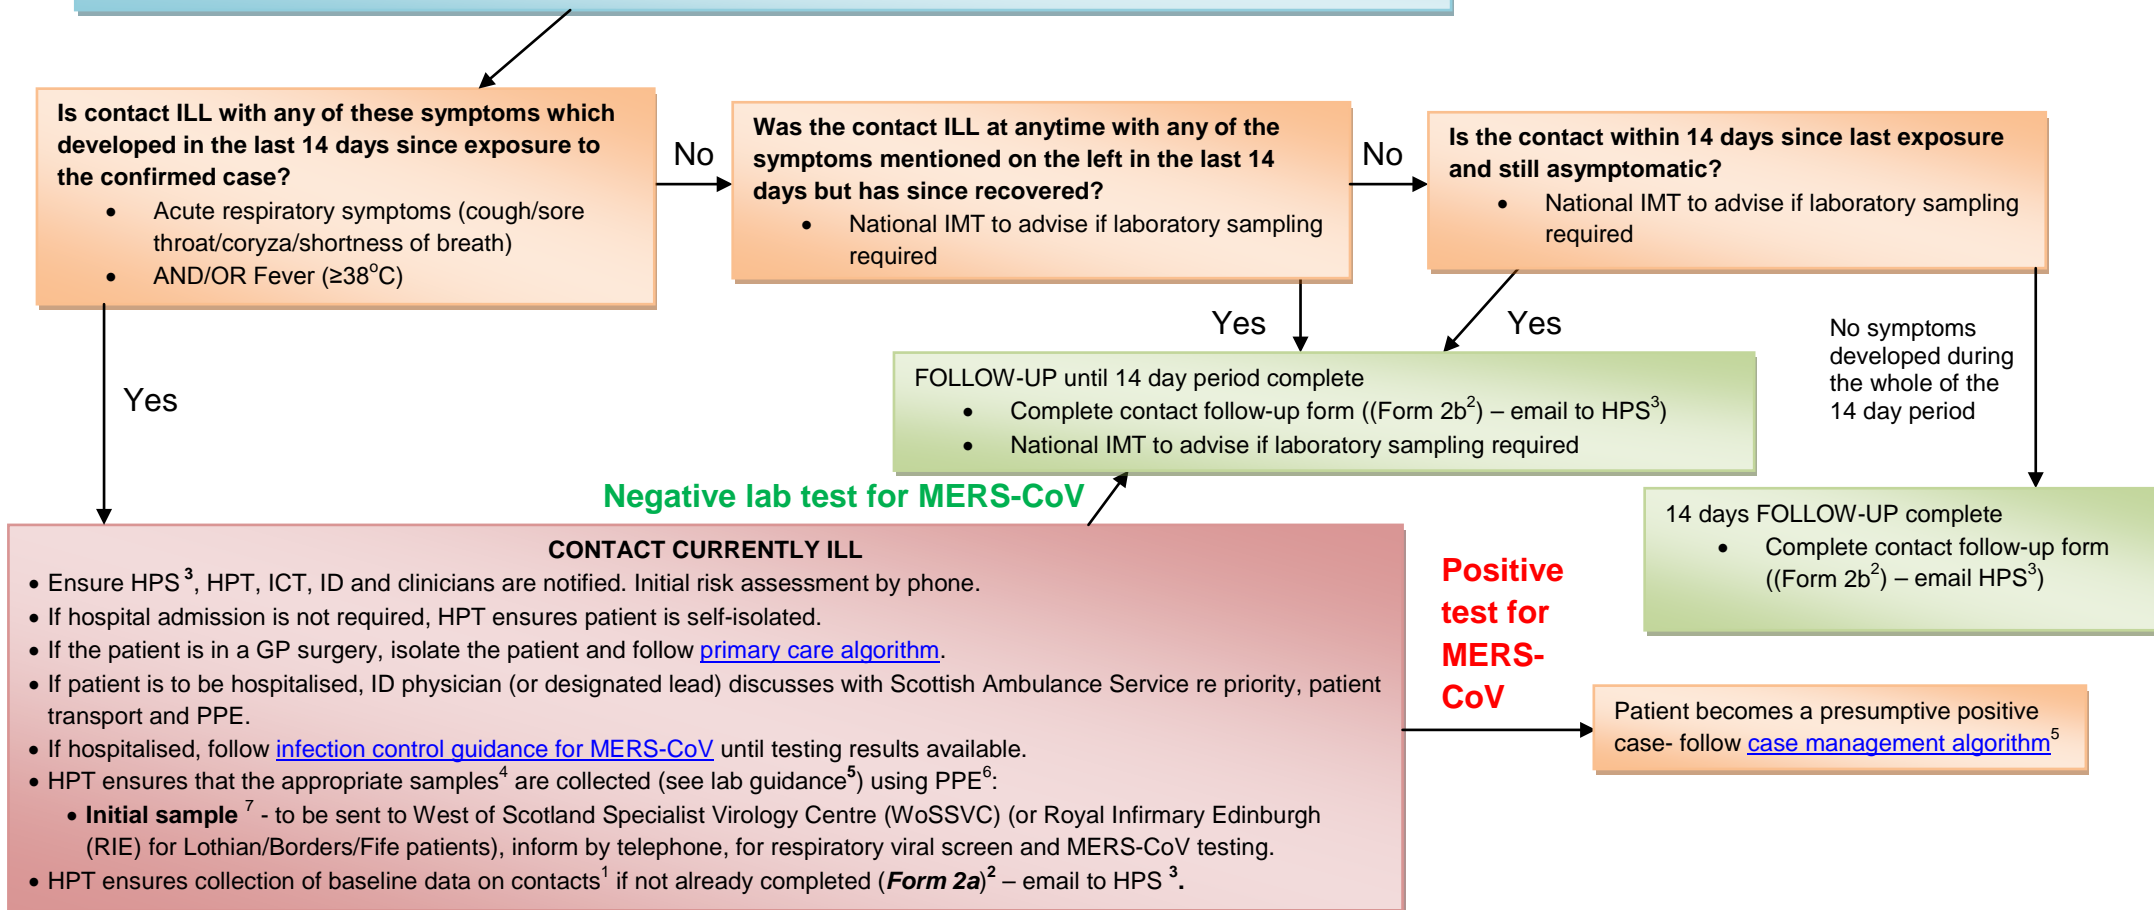 Is contact ILL with any of these symptoms which
developed in the last 14 days since exposure to
the confirmed case?
• Acute respiratory symptoms (cough/sore
throat/coryza/shortness of breath)
• AND/OR Fever (≥38°C)
No
Was the contact ILL at anytime with any of the
symptoms mentioned on the left in the last 14
days but has since recovered?
• National IMT to advise if laboratory sampling
required
No
Is the contact within 14 days since last exposure
and still asymptomatic?
• National IMT to advise if laboratory sampling
required
Yes
Yes
Yes
No symptoms
developed during
the whole of the
14 day period
FOLLOW-UP until 14 day period complete
• Complete contact follow-up form ((Form 2b²) – email to HPS³)
• National IMT to advise if laboratory sampling required
Negative lab test for MERS-CoV
14 days FOLLOW-UP complete
• Complete contact follow-up form
((Form 2b²) – email HPS³)
CONTACT CURRENTLY ILL
• Ensure HPS ³, HPT, ICT, ID and clinicians are notified. Initial risk assessment by phone.
• If hospital admission is not required, HPT ensures patient is self-isolated.
• If the patient is in a GP surgery, isolate the patient and follow primary care algorithm.
• If patient is to be hospitalised, ID physician (or designated lead) discusses with Scottish Ambulance Service re priority, patient
transport and PPE.
• If hospitalised, follow infection control guidance for MERS-CoV until testing results available.
• HPT ensures that the appropriate samples⁴ are collected (see lab guidance⁵) using PPE⁶:
• Initial sample ⁷ - to be sent to West of Scotland Specialist Virology Centre (WoSSVC) (or Royal Infirmary Edinburgh
(RIE) for Lothian/Borders/Fife patients), inform by telephone, for respiratory viral screen and MERS-CoV testing.
• HPT ensures collection of baseline data on contacts¹ if not already completed (Form 2a)² – email to HPS ³.
Positive
test for
MERS-
CoV
Patient becomes a presumptive positive
case- follow case management algorithm⁵